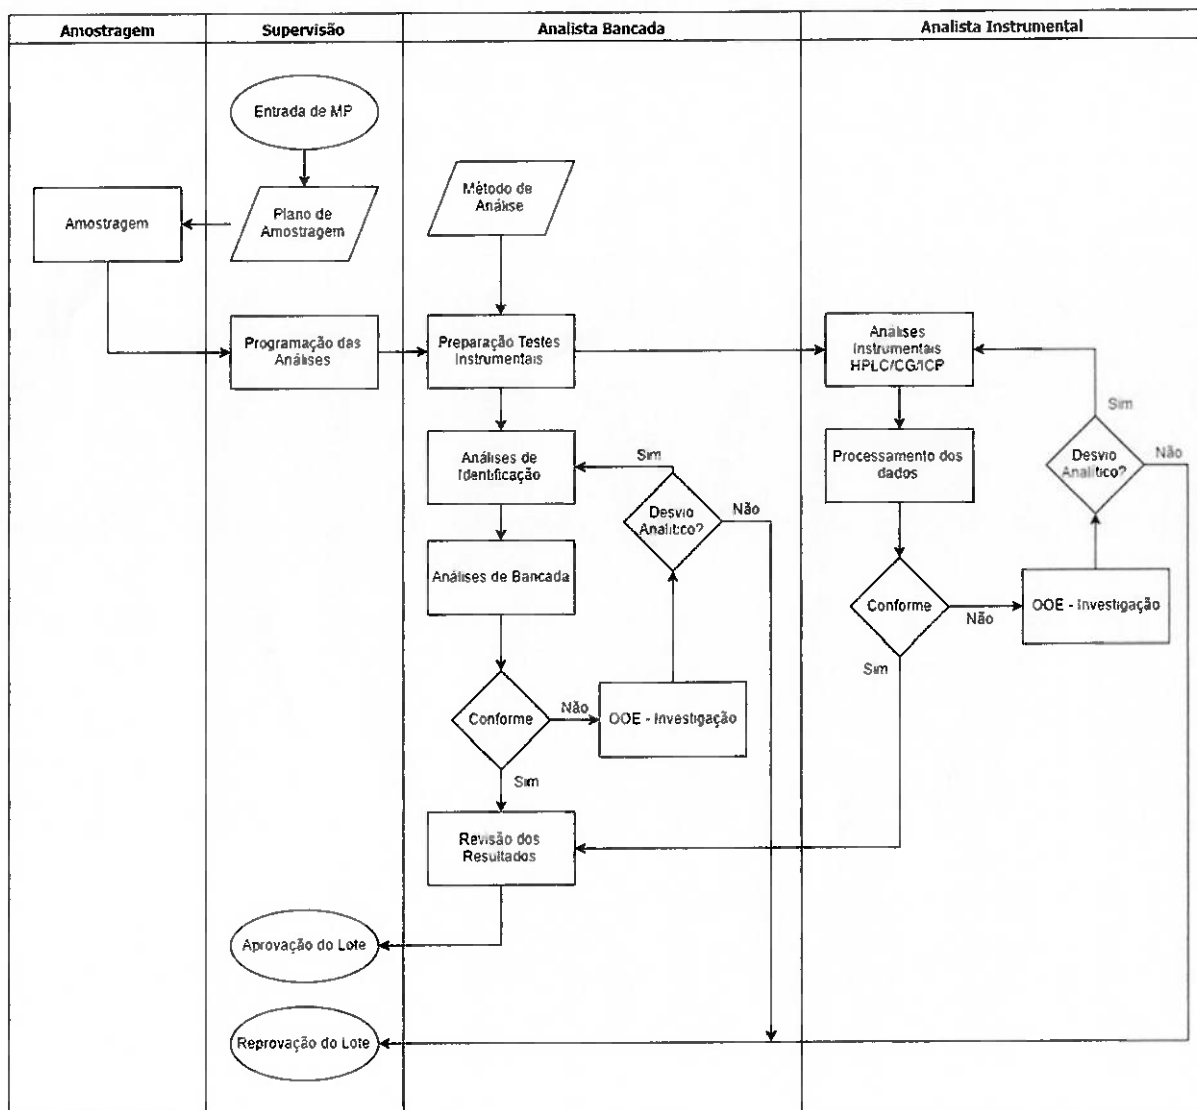 Amostragem
Supervisão
Analista Bancada
Analista Instrumental
Entrada de MP
Plano de
Amostragem
Amostragem
Método de
Análise
Programação das
Análises
Preparação Testes
Instrumentais
Análises
Instrumentais
HPLC/CG/ICP
Sim
Análises de
Identificação
Sim
Desvio
Analítico?
Não
Processamento dos
dados
Desvio
Analítico?
Não
Análises de Bancada
Conforme
Não
OOE - Investigação
Sim
Conforme
Não
OOE - Investigação
Sim
Revisão dos
Resultados
Aprovação do Lote
Reprovação do Lote